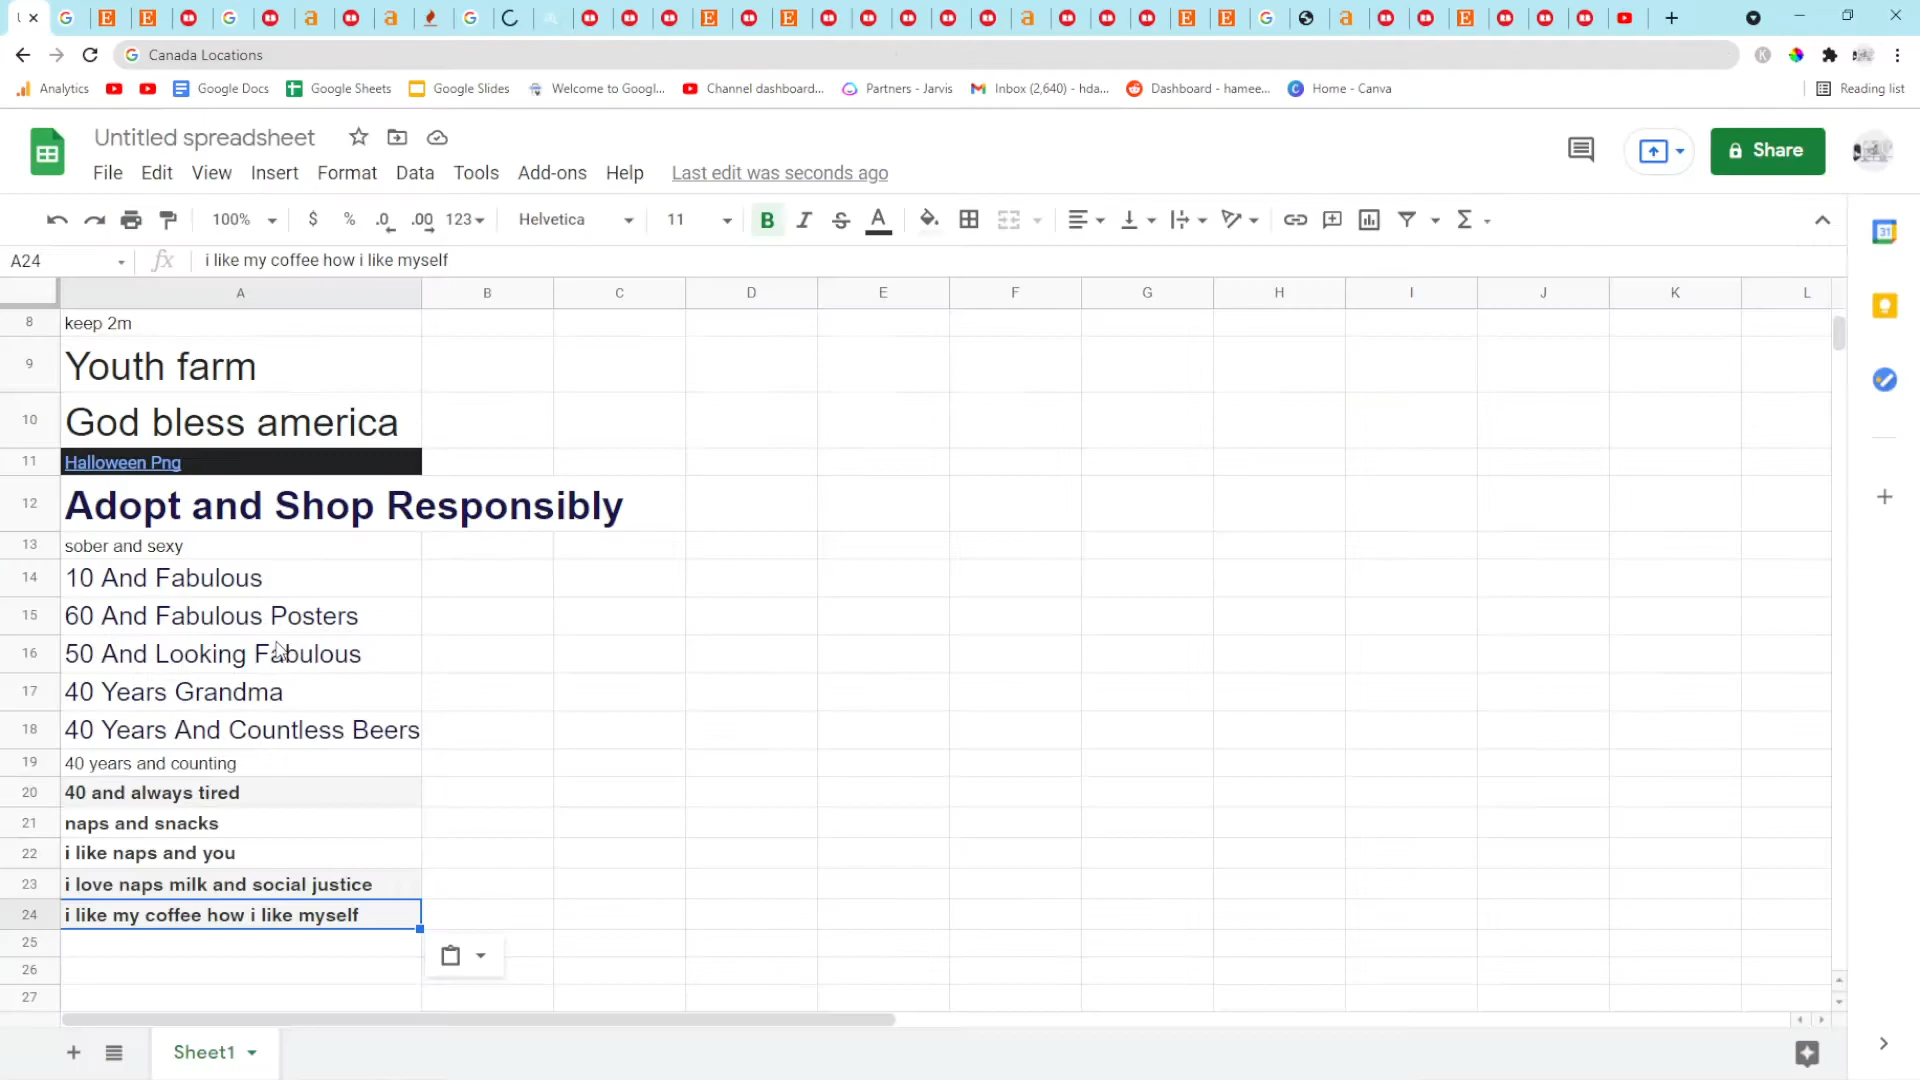 Canada Locations
Analytics
Google Docs
Google Sheets
Google Slides
Welcome to Googl...
Channel dashboard...
Partners - Jarvis
Inbox (2,640) - hda...
Dashboard - hamee...
Home - Canva
Reading list
Untitled spreadsheet
Share
File Edit View Insert Format Data Tools Add-ons Help Last edit was seconds ago
100% $ % .0 .00 123 Helvetica 11 B I S A Σ
31
A24 fx i like my coffee how i like myself
A B C D E F G H I J K L
8 keep 2m
9 Youth farm
10 God bless america
11 Halloween Png
12 Adopt and Shop Responsibly
13 sober and sexy
14 10 And Fabulous
15 60 And Fabulous Posters
16 50 And Looking Fabulous
17 40 Years Grandma
18 40 Years And Countless Beers
19 40 years and counting
20 40 and always tired
21 naps and snacks
22 i like naps and you
23 i love naps milk and social justice
24 i like my coffee how i like myself
25
26
27
Sheet1